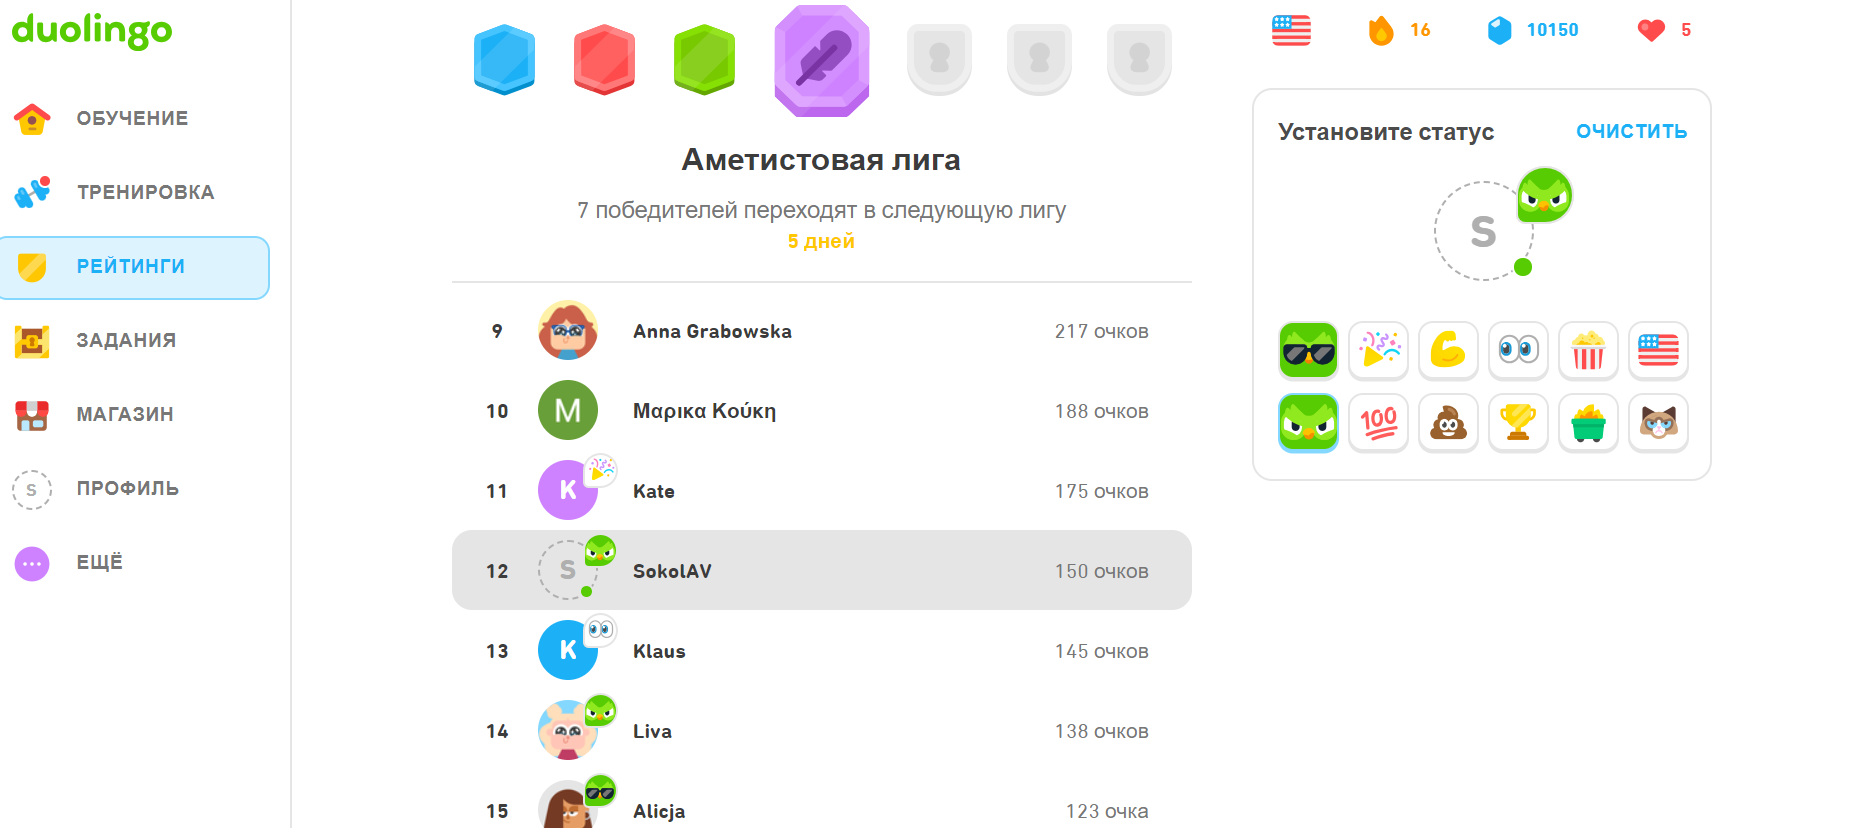 duolingo
ОБУЧЕНИЕ
ТРЕНИРОВКА
РЕЙТИНГИ
ЗАДАНИЯ
МАГАЗИН
S ПРОФИЛЬ
ЕЩЁ
Аметистовая лига
7 победителей переходят в следующую лигу
5 дней
9 Anna Grabowska 217 очков
10 M Μαρικα Κούκη 188 очков
11 K Kate 175 очков
12 S SokolAV 150 очков
13 K Klaus 145 очков
14 Liva 138 очков
15 Alicja 123 очка
16 10150 5
Установите статус ОЧИСТИТЬ
S
100